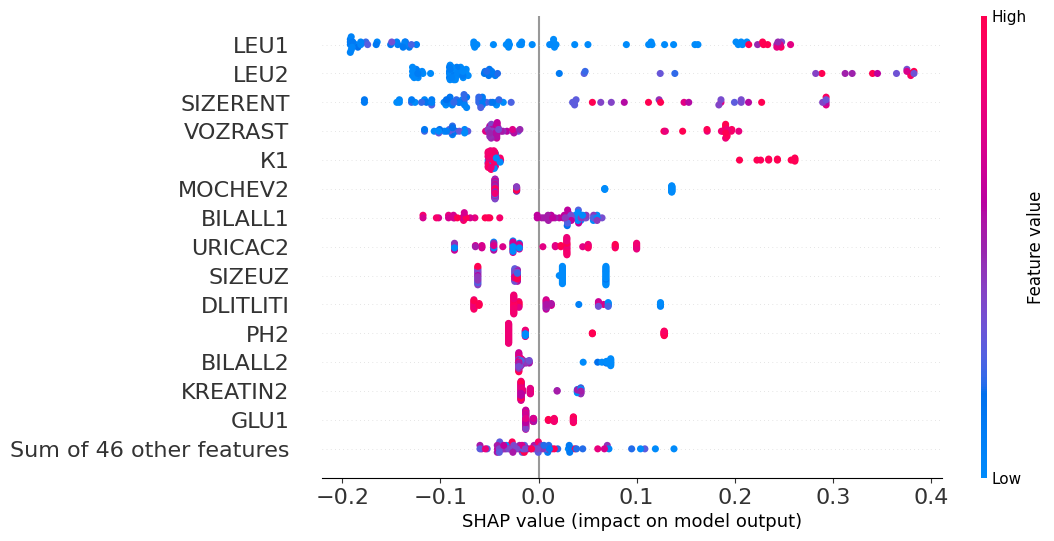 High
LEU1
LEU2
SIZERENT
VOZRAST
K1
MOCHEV2
BILALL1
URICAC2
SIZEUZ
DLITLITI
PH2
BILALL2
KREATIN2
GLU1
Sum of 46 other features
Feature value
Low
−0.2 −0.1 0.0 0.1 0.2 0.3 0.4
SHAP value (impact on model output)